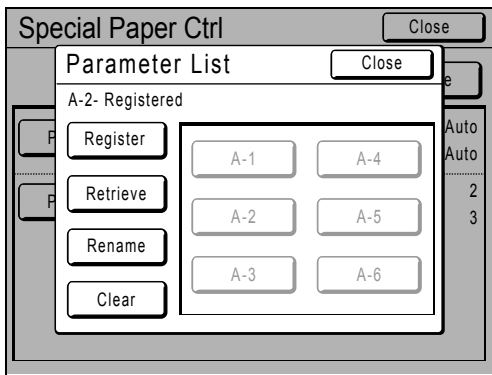 Special Paper Ctrl
Close
Parameter List
Close
A-2- Registered
Register
Retrieve
Rename
Clear
A-1
A-4
A-2
A-5
A-3
A-6
P
P
e
Auto
Auto
2
3